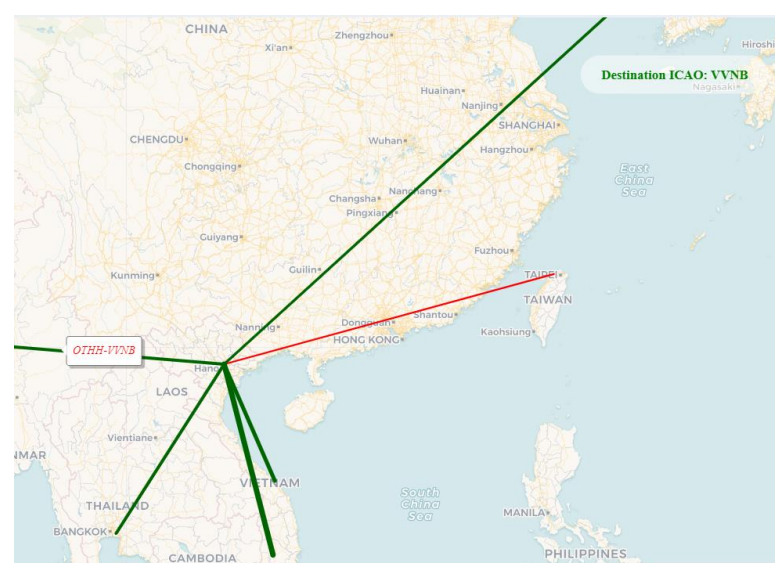 CHINA
Zhengzhou
Xi'an
Hiroshi
Destination ICAO: VVNB
Nagasaki
Huainan
Nanjing
SHANGHAI
CHENGDU
Wuhan
Hangzhou
Chongqing
East
China
Sea
Nanchang
Changsha
Pingxiang
Guiyang
Fuzhou
Kunming
Guilin
TAIPEI
TAIWAN
Nanning
Dongguan
Shantou
HONG KONG
Kaohsiung
OTHH-VVNB
Hano
LAOS
Vientiane
NMAR
VIETNAM
South
China
Sea
THAILAND
MANILA
BANGKOK
CAMBODIA
PHILIPPINES